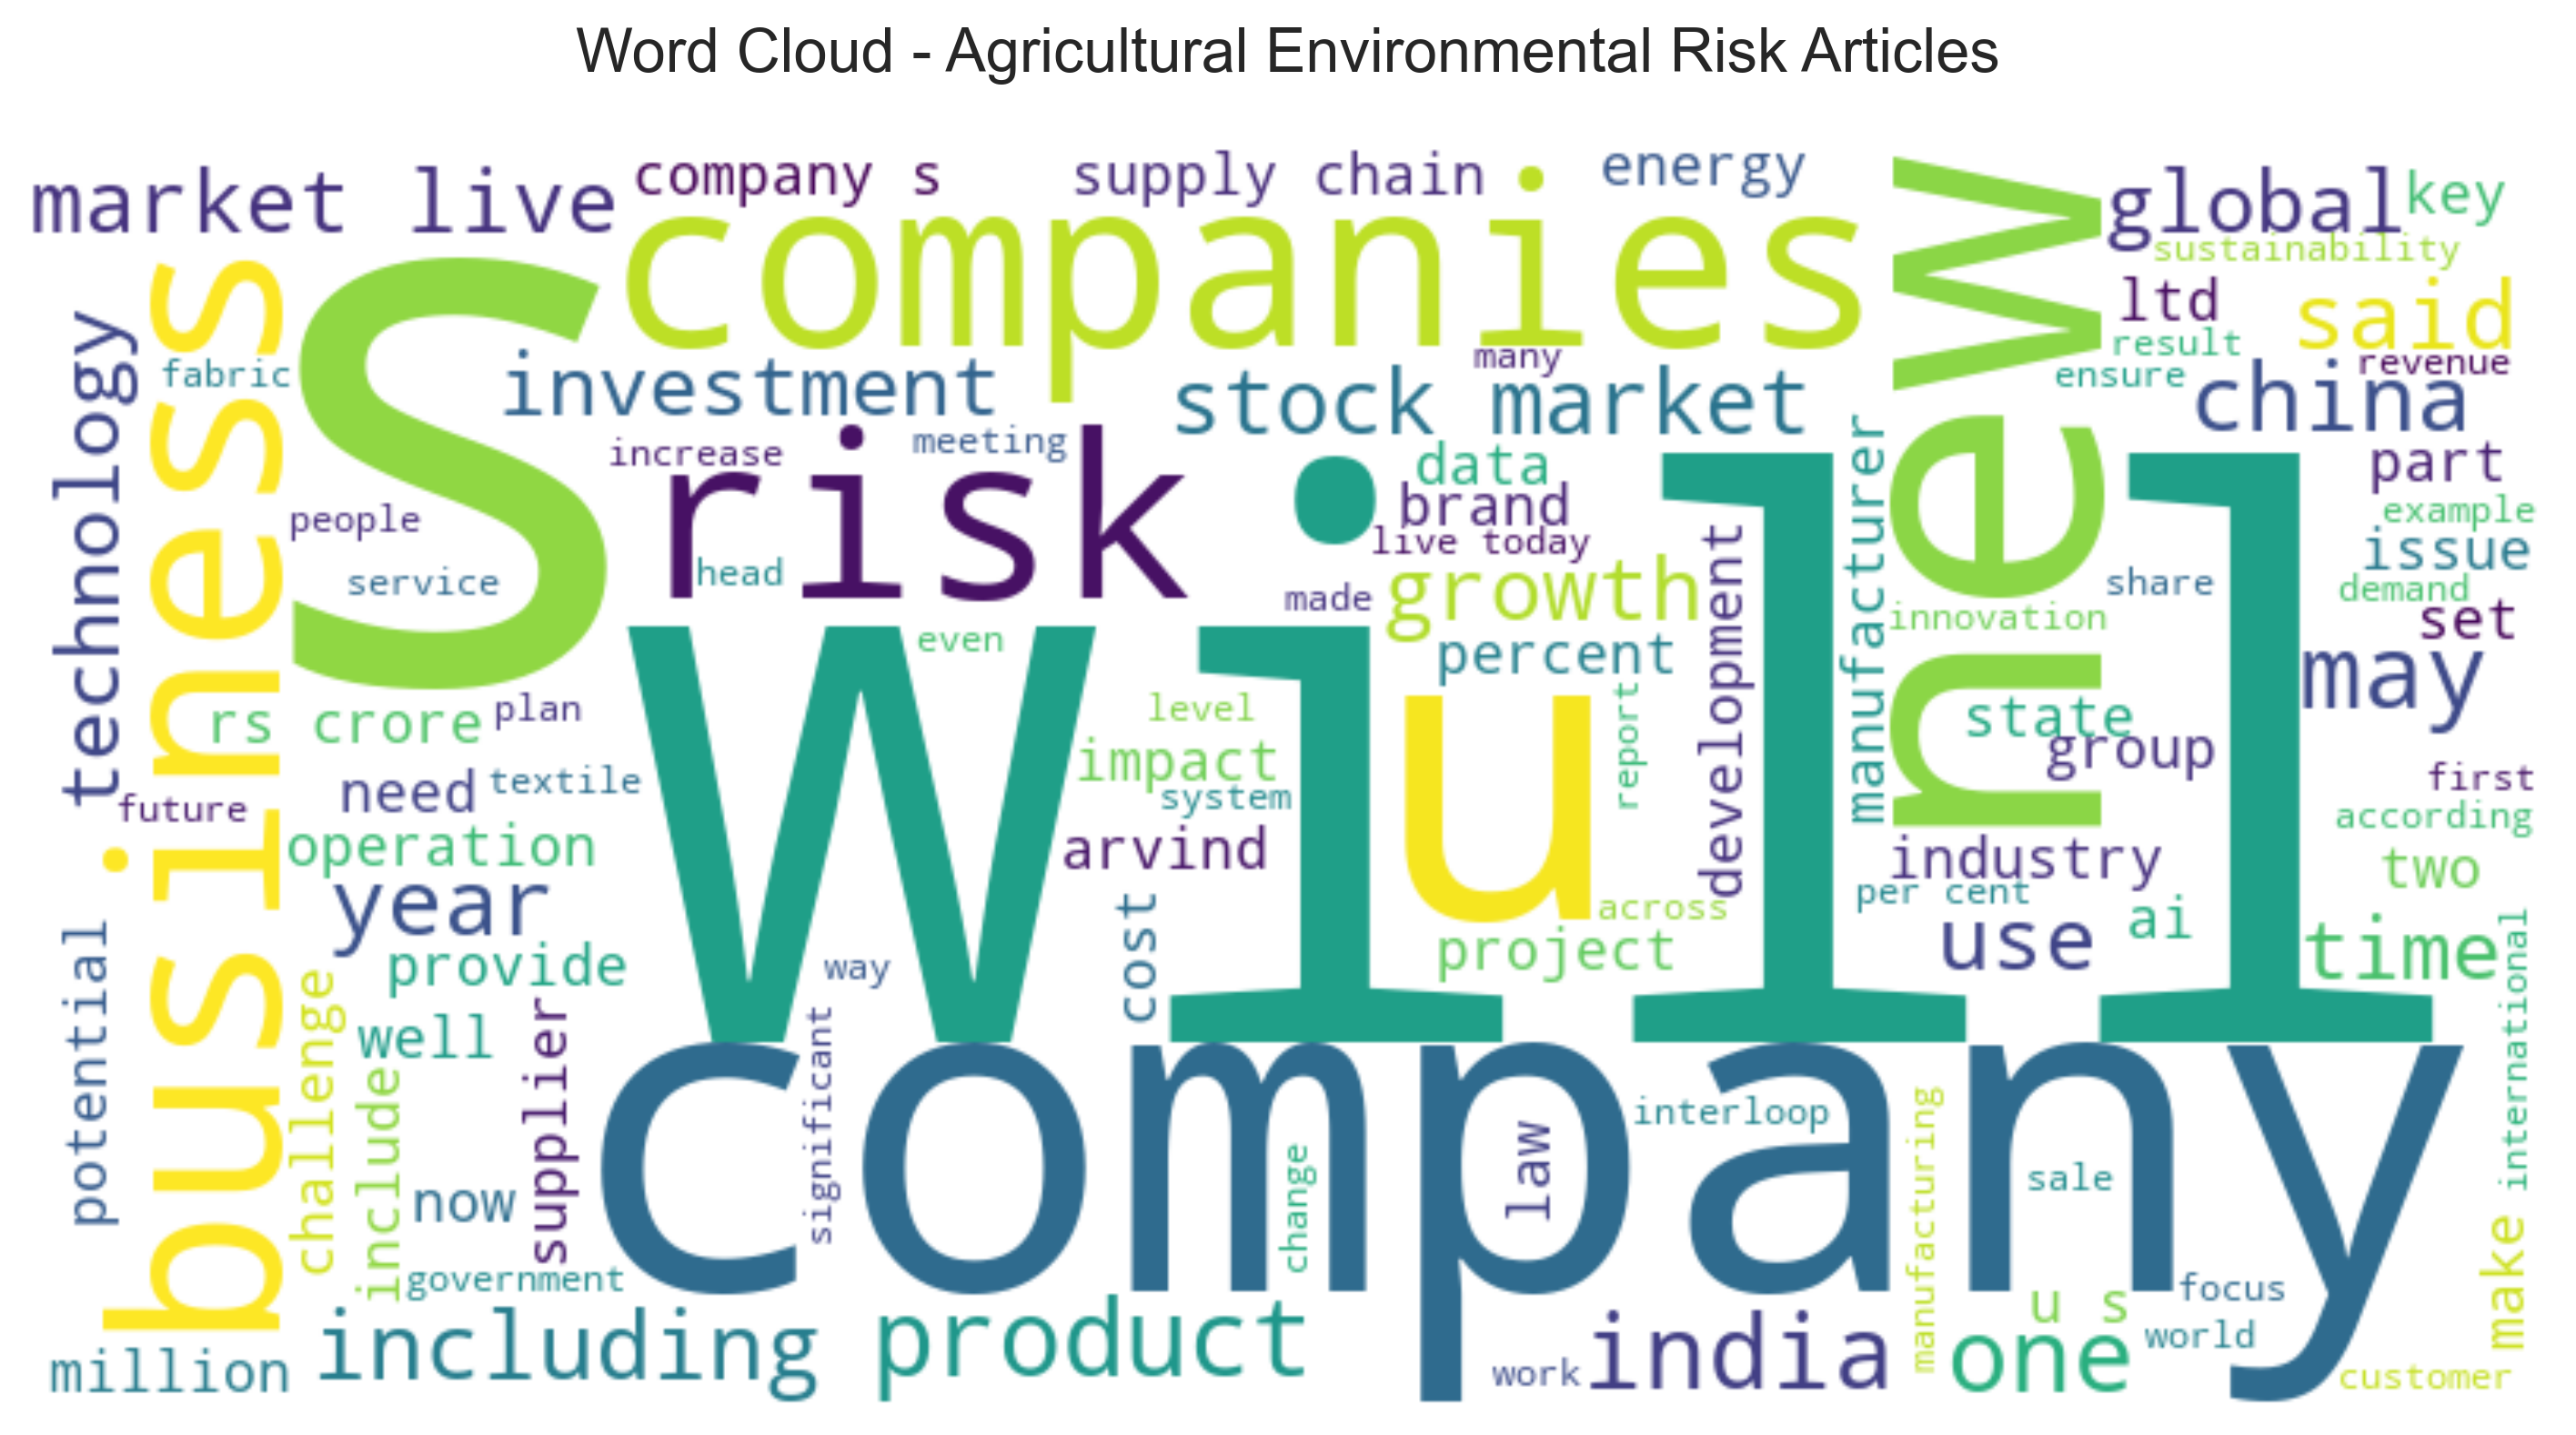 Word Cloud - Agricultural Environmental Risk Articles
market live
company s
supply chain
energy
global
key
sustainability
companies
new
business
technology
s
fabric
investment
many
stock market
ltd
said
result
revenue
ensure
china
increase
meeting
risk
data
brand
live today
manufacturer
part
example
issue
people
service
head
made
growth
development
share
demand
innovation
set
even
percent
may
will
rs crore
plan
level
u
report
state
group
need
textile
impact
system
first
future
according
operation
arvind
industry
two
year
cost
across
per cent
ai
provide
way
project
use
time
international
potential
challenge
well
include
supplier
significant
company
interloop
law
change
manufacturing
sale
now
government
focus
make
million
including
product
work
india
u s
one
world
customer